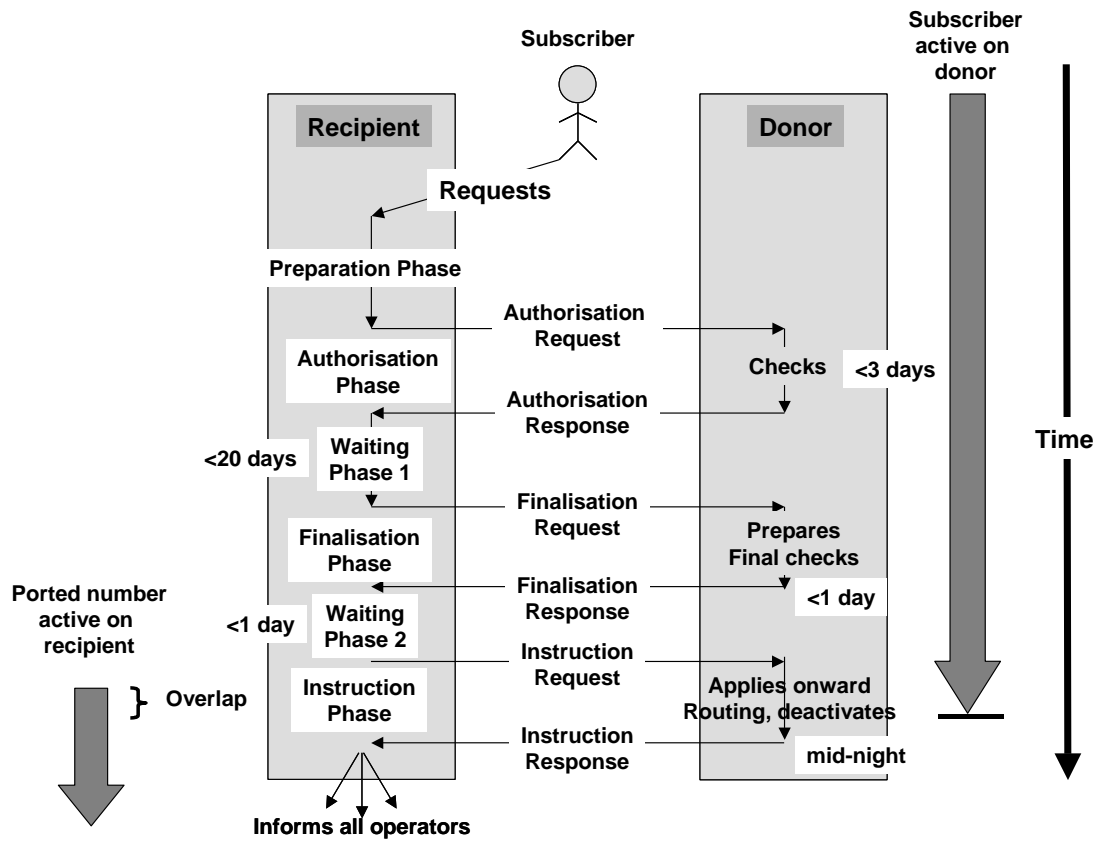 Subscriber
Subscriber
active on
donor
Recipient
Donor
Requests
Preparation Phase
Authorisation
Request
Authorisation
Phase
Checks
<3 days
Authorisation
Response
Time
<20 days
Waiting
Phase 1
Finalisation
Request
Finalisation
Phase
Prepares
Final checks
Finalisation
Response
<1 day
Ported number
active on
recipient
<1 day
Waiting
Phase 2
Instruction
Request
Overlap
Instruction
Phase
Applies onward
Routing, deactivates
Instruction
Response
mid-night
Informs all operators